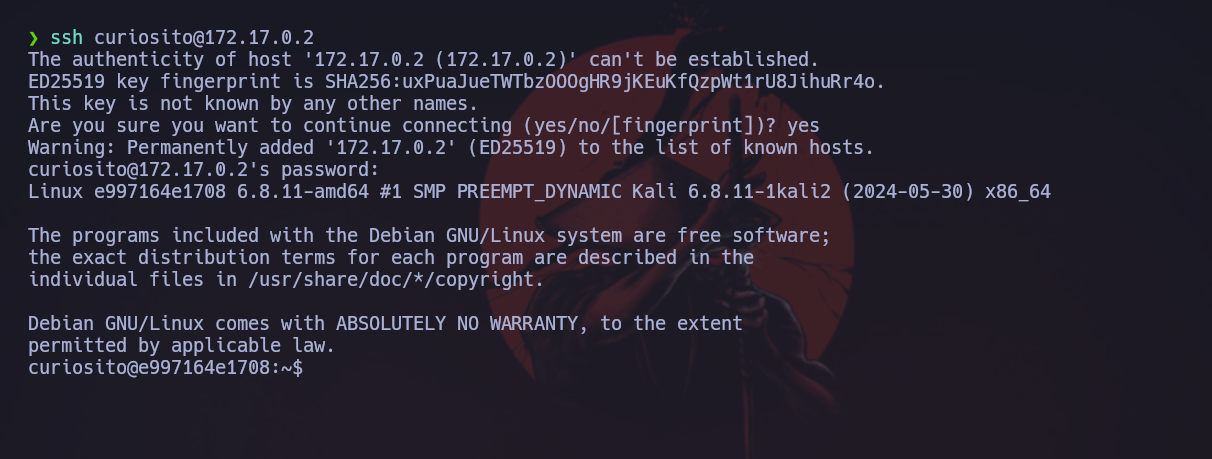 ❯ ssh curiosito@172.17.0.2
The authenticity of host '172.17.0.2 (172.17.0.2)' can't be established.
ED25519 key fingerprint is SHA256:uxPuaJueTWTbzOOOgHR9jKEuKfQzpWt1rU8JihuRr4o.
This key is not known by any other names.
Are you sure you want to continue connecting (yes/no/[fingerprint])? yes
Warning: Permanently added '172.17.0.2' (ED25519) to the list of known hosts.
curiosito@172.17.0.2's password:
Linux e997164e1708 6.8.11-amd64 #1 SMP PREEMPT_DYNAMIC Kali 6.8.11-1kali2 (2024-05-30) x86_64
The programs included with the Debian GNU/Linux system are free software;
the exact distribution terms for each program are described in the
individual files in /usr/share/doc/*/copyright.
Debian GNU/Linux comes with ABSOLUTELY NO WARRANTY, to the extent
permitted by applicable law.
curiosito@e997164e1708:~$